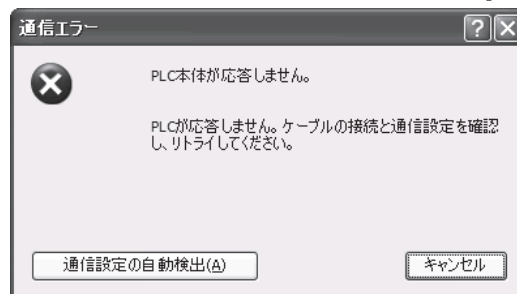 通信エラー
PLC本体が応答しません。
PLCが応答しません。ケーブルの接続と通信設定を確認
し、リトライしてください。
通信設定の自動検出(A)
キャンセル